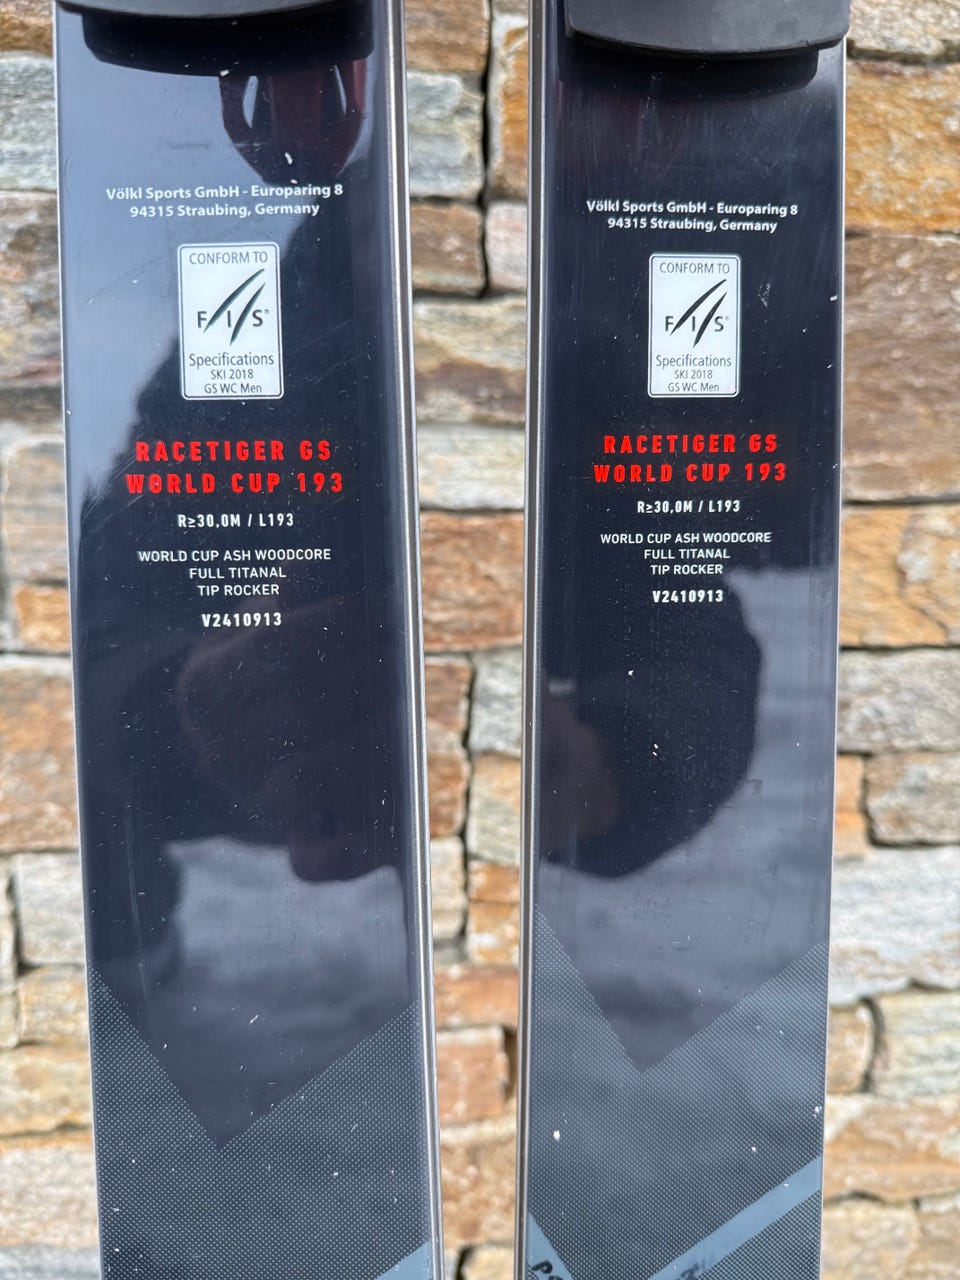 Völkl Sports GmbH - Europaring 8
94315 Straubing, Germany
CONFORM TO
FIS®
Specifications
SKI 2018
GS WC Men
RACETIGER GS
WORLD CUP 193
R≥30,0M / L193
WORLD CUP ASH WOODCORE
FULL TITANAL
TIP ROCKER
V2410913
Völkl Sports GmbH - Europaring 8
94315 Straubing, Germany
CONFORM TO
FIS®
Specifications
SKI 2018
GS WC Men
RACETIGER GS
WORLD CUP 193
R≥30,0M / L193
WORLD CUP ASH WOODCORE
FULL TITANAL
TIP ROCKER
V2410913